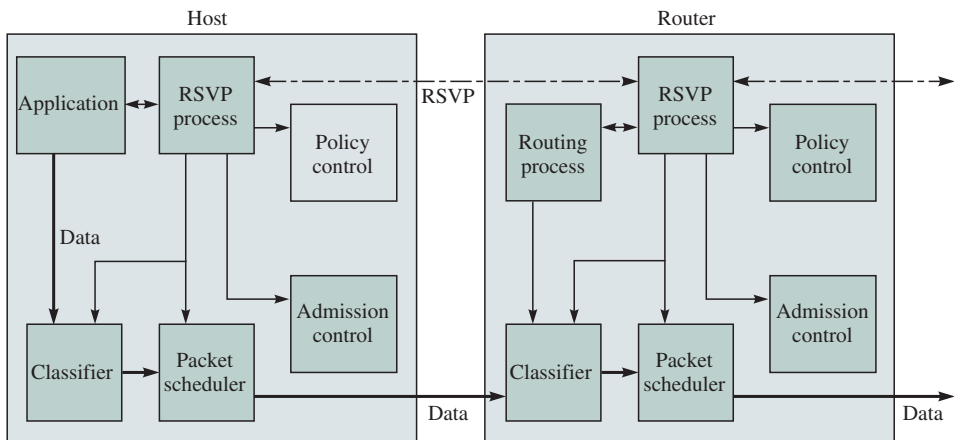 Host
Router
Application
RSVP
process
RSVP
RSVP
process
Policy
control
Routing
process
Policy
control
Data
Admission
control
Admission
control
Classifier
Packet
scheduler
Classifier
Packet
scheduler
Data
Data